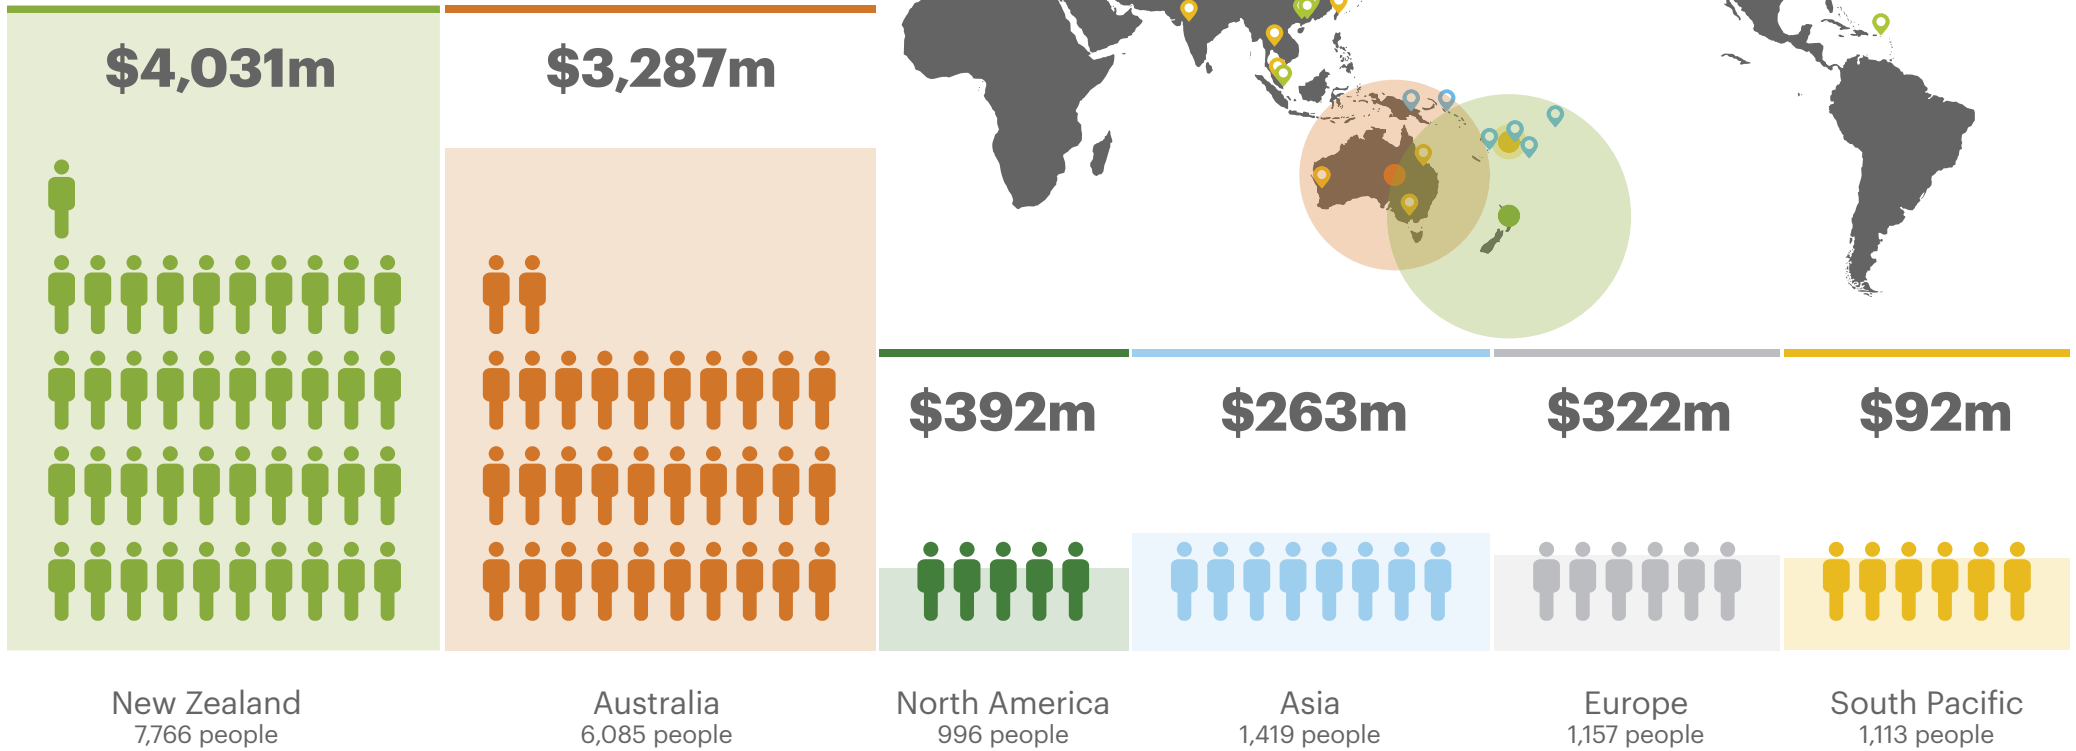 $4,031m
New Zealand
7,766 people
$3,287m
Australia
6,085 people
$392m
North America
996 people
$263m
Asia
1,419 people
$322m
Europe
1,157 people
$92m
South Pacific
1,113 people